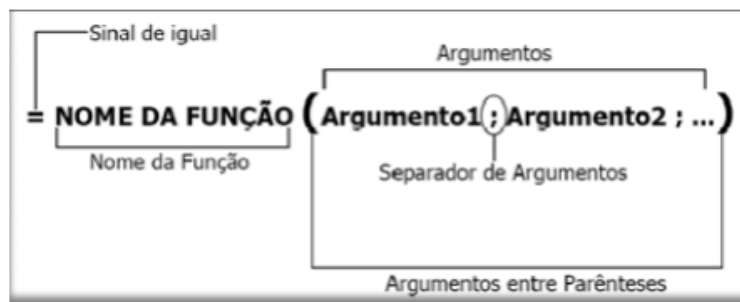 Sinal de igual
Argumentos
= NOME DA FUNÇÃO (Argumento1 ; Argumento2 ; ...)
Nome da Função
Separador de Argumentos
Argumentos entre Parênteses